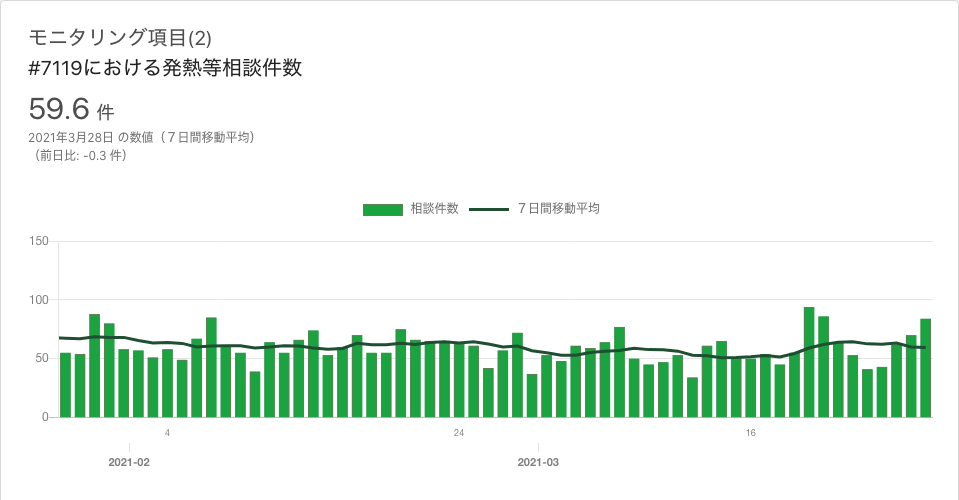 モニタリング項目(2)
#7119における発熱等相談件数
59.6 件
2021年3月28日 の数値（７日間移動平均）
（前日比: -0.3 件）
相談件数 ７日間移動平均
150
100
50
0
4 24 16
2021-02 2021-03